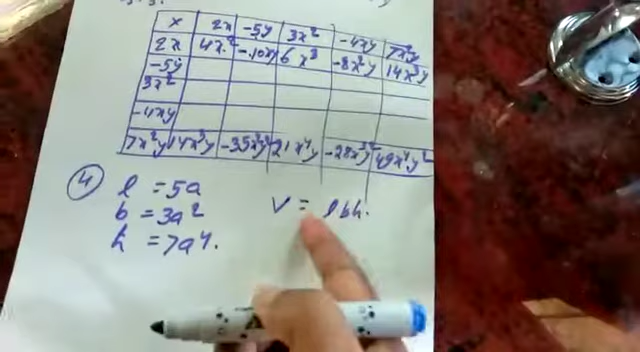 x 2x -5y 3x² -4xy 7x²y
2x 4x² -10xy 6x³ -8x²y 14x³y
-5y
3x²
-4xy
7x²y 14x³y -35x²y² 21x⁴y -28x³y² 49x⁴y²
④ l = 5a
b = 3a² V = lbh.
h = 7a⁴.